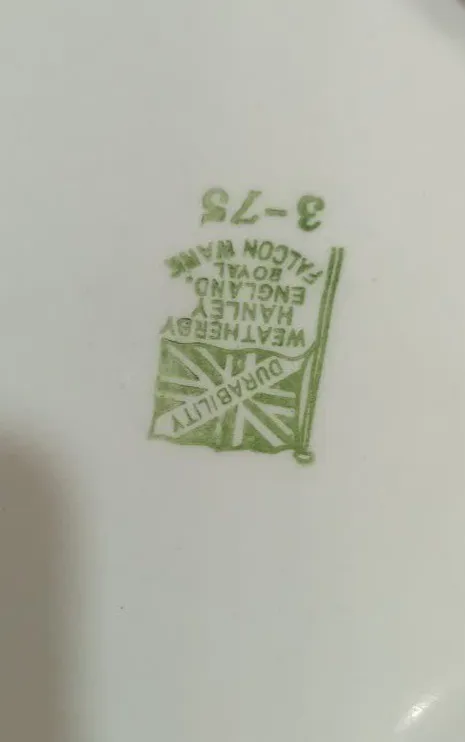 DURABILITY
WEATHERBY
HANLEY
ENGLAND.
ROYAL
FALCON WARE
3-75